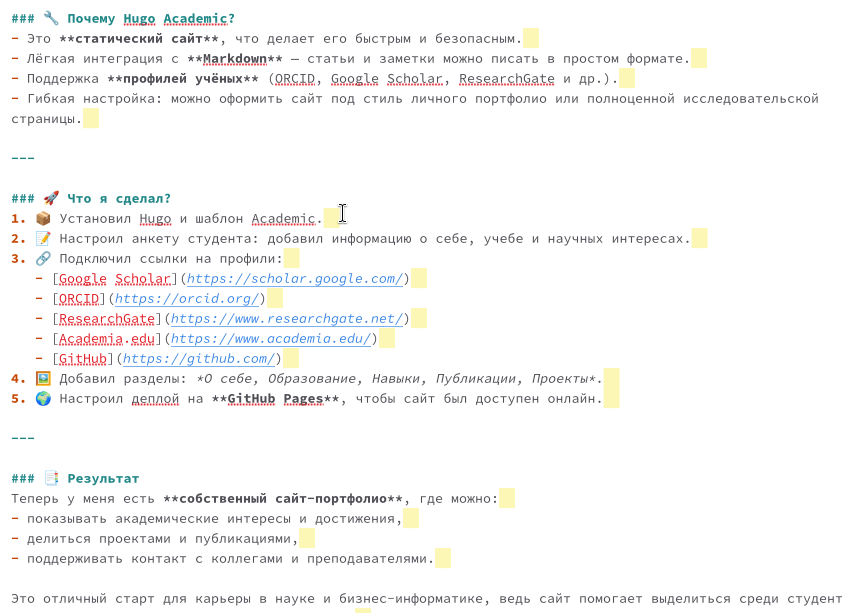 ### 🔧 Почему Hugo Academic?
- Это **статический сайт**, что делает его быстрым и безопасным.
- Лёгкая интеграция с **Markdown** — статьи и заметки можно писать в простом формате.
- Поддержка **профилей учёных** (ORCID, Google Scholar, ResearchGate и др.).
- Гибкая настройка: можно оформить сайт под стиль личного портфолио или полноценной исследовательской
страницы.
---
### 🚀 Что я сделал?
1. 📦 Установил Hugo и шаблон Academic.
2. 📝 Настроил анкету студента: добавил информацию о себе, учебе и научных интересах.
3. 🔗 Подключил ссылки на профили:
- [Google Scholar](https://scholar.google.com/)
- [ORCID](https://orcid.org/)
- [ResearchGate](https://www.researchgate.net/)
- [Academia.edu](https://www.academia.edu/)
- [GitHub](https://github.com/)
4. 🖼️ Добавил разделы: *О себе, Образование, Навыки, Публикации, Проекты*.
5. 🌍 Настроил деплой на **GitHub Pages**, чтобы сайт был доступен онлайн.
---
### 📑 Результат
Теперь у меня есть **собственный сайт-портфолио**, где можно:
- показывать академические интересы и достижения,
- делиться проектами и публикациями,
- поддерживать контакт с коллегами и преподавателями.
Это отличный старт для карьеры в науке и бизнес-информатике, ведь сайт помогает выделиться среди студент